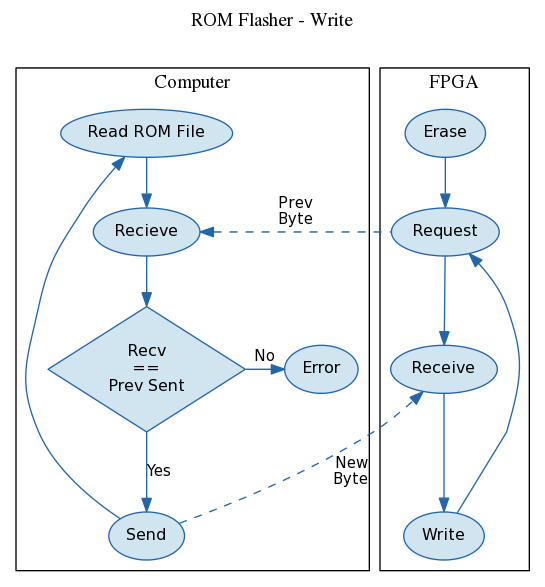 ROM Flasher - Write
Computer
FPGA
Read ROM File
Erase
Prev
Byte
Recieve
Request
Recv
==
Prev Sent
No
Error
Receive
Yes
New
Byte
Send
Write